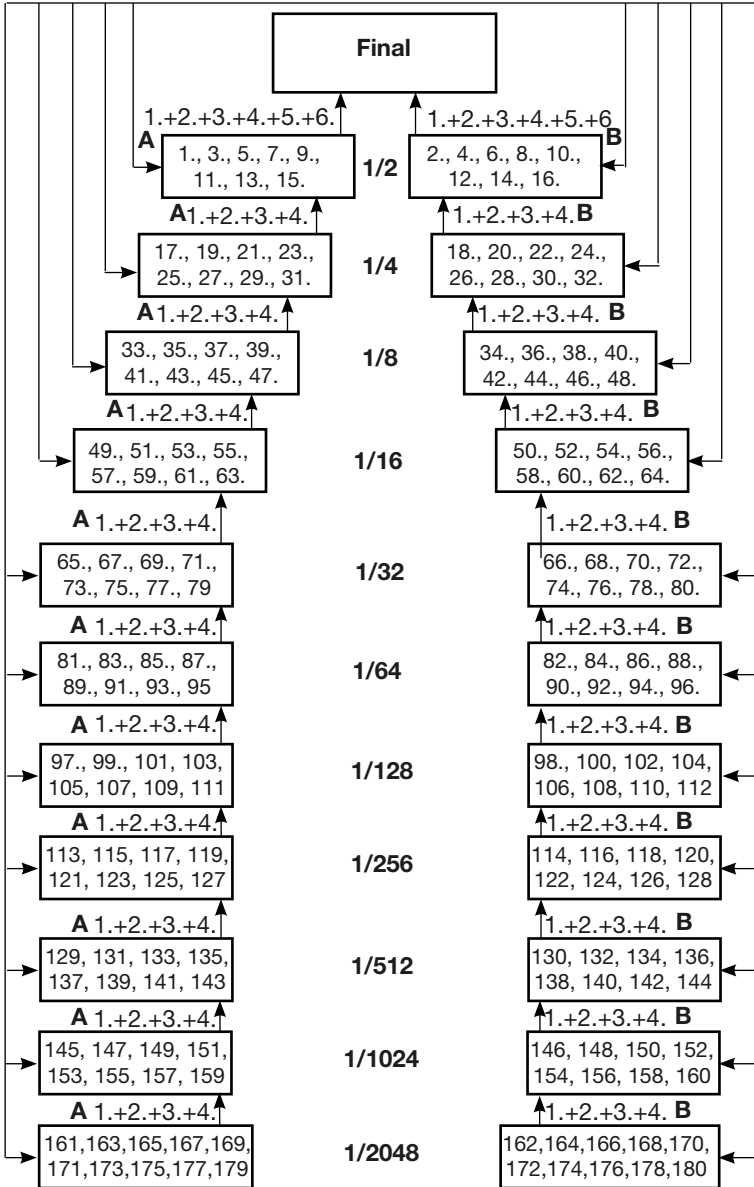 Final
1.+2.+3.+4.+5.+6.
1.+2.+3.+4.+5.+6
A
B
1., 3., 5., 7., 9.,
11., 13., 15.
1/2
2., 4., 6., 8., 10.,
12., 14., 16.
A 1.+2.+3.+4.
1.+2.+3.+4. B
17., 19., 21., 23.,
25., 27., 29., 31.
1/4
18., 20., 22., 24.,
26., 28., 30., 32.
A 1.+2.+3.+4.
1.+2.+3.+4. B
33., 35., 37., 39.,
41., 43., 45., 47.
1/8
34., 36., 38., 40.,
42., 44., 46., 48.
A 1.+2.+3.+4.
1.+2.+3.+4. B
49., 51., 53., 55.,
57., 59., 61., 63.
1/16
50., 52., 54., 56.,
58., 60., 62., 64.
A 1.+2.+3.+4.
1.+2.+3.+4. B
65., 67., 69., 71.,
73., 75., 77., 79
1/32
66., 68., 70., 72.,
74., 76., 78., 80.
A 1.+2.+3.+4.
1.+2.+3.+4. B
81., 83., 85., 87.,
89., 91., 93., 95
1/64
82., 84., 86., 88.,
90., 92., 94., 96.
A 1.+2.+3.+4.
1.+2.+3.+4. B
97., 99., 101, 103,
105, 107, 109, 111
1/128
98., 100, 102, 104,
106, 108, 110, 112
A 1.+2.+3.+4.
1.+2.+3.+4. B
113, 115, 117, 119,
121, 123, 125, 127
1/256
114, 116, 118, 120,
122, 124, 126, 128
A 1.+2.+3.+4.
1.+2.+3.+4. B
129, 131, 133, 135,
137, 139, 141, 143
1/512
130, 132, 134, 136,
138, 140, 142, 144
A 1.+2.+3.+4.
1.+2.+3.+4. B
145, 147, 149, 151,
153, 155, 157, 159
1/1024
146, 148, 150, 152,
154, 156, 158, 160
A 1.+2.+3.+4.
1.+2.+3.+4. B
161,163,165,167,169,
171,173,175,177,179
1/2048
162,164,166,168,170,
172,174,176,178,180